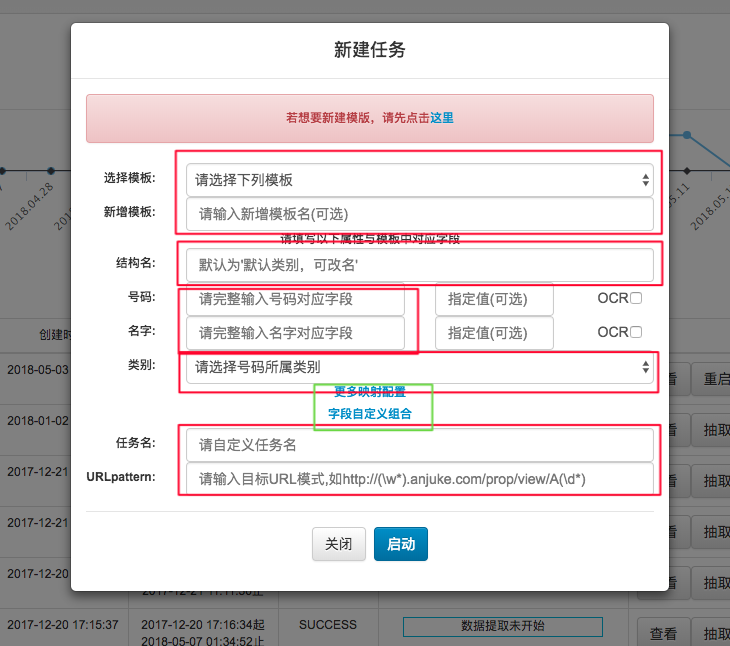 新建任务
若想要新建模版，请先点击这里
选择模板:
请选择下列模板
新增模板:
请输入新增模板名(可选)
请填写以下属性与模板中对应字段
结构名:
默认为'默认类别，可改名'
号码:
请完整输入号码对应字段
指定值(可选)
OCR
名字:
请完整输入名字对应字段
指定值(可选)
OCR
类别:
请选择号码所属类别
更多映射配置
字段自定义组合
任务名:
请自定义任务名
URLpattern:
请输入目标URL模式,如http://(\w*).anjuke.com/prop/view/A(\d*)
关闭
启动
2018.04.28
创建时
2018-05-03
重启
2018-01-02
抽取
2017-12-21
抽取
2017-12-21
抽取
2017-12-20
2017-12-21 17:17:30止
抽取
2017-12-20 17:15:37
2017-12-20 17:16:34起
2018-05-07 01:34:52止
SUCCESS
数据提取未开始
查看
抽取